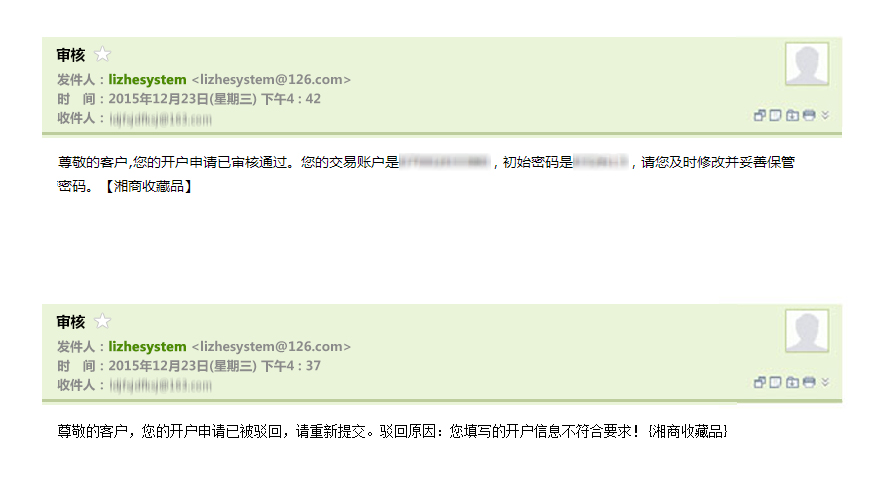 审核
发件人：lizhesystem <lizhesystem@126.com>
时　间：2015年12月23日(星期三) 下午4：42
收件人：
尊敬的客户,您的开户申请已审核通过。您的交易账户是，初始密码是，请您及时修改并妥善保管
密码。【湘商收藏品】
审核
发件人：lizhesystem <lizhesystem@126.com>
时　间：2015年12月23日(星期三) 下午4：37
收件人：
尊敬的客户，您的开户申请已被驳回，请重新提交。驳回原因：您填写的开户信息不符合要求！{湘商收藏品}